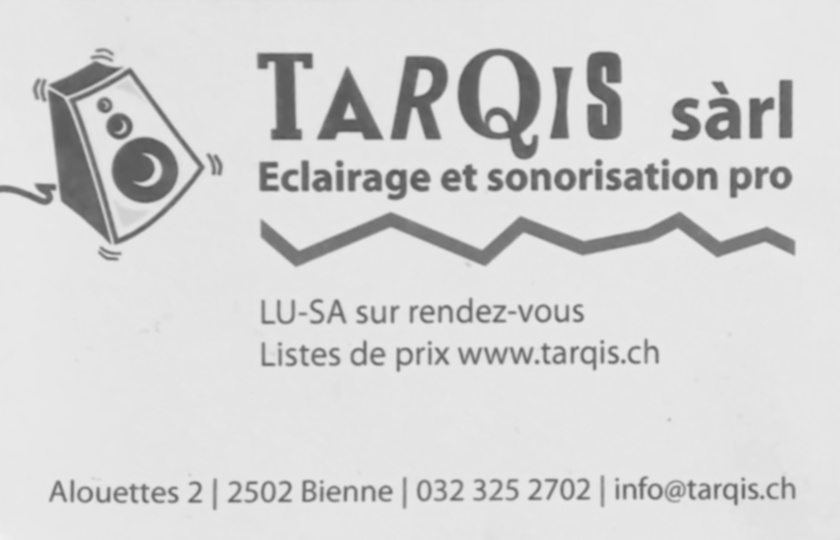 TARQIS sàrl
Eclairage et sonorisation pro
LU-SA sur rendez-vous
Listes de prix www.tarqis.ch
Alouettes 2 | 2502 Bienne | 032 325 2702 | info@tarqis.ch